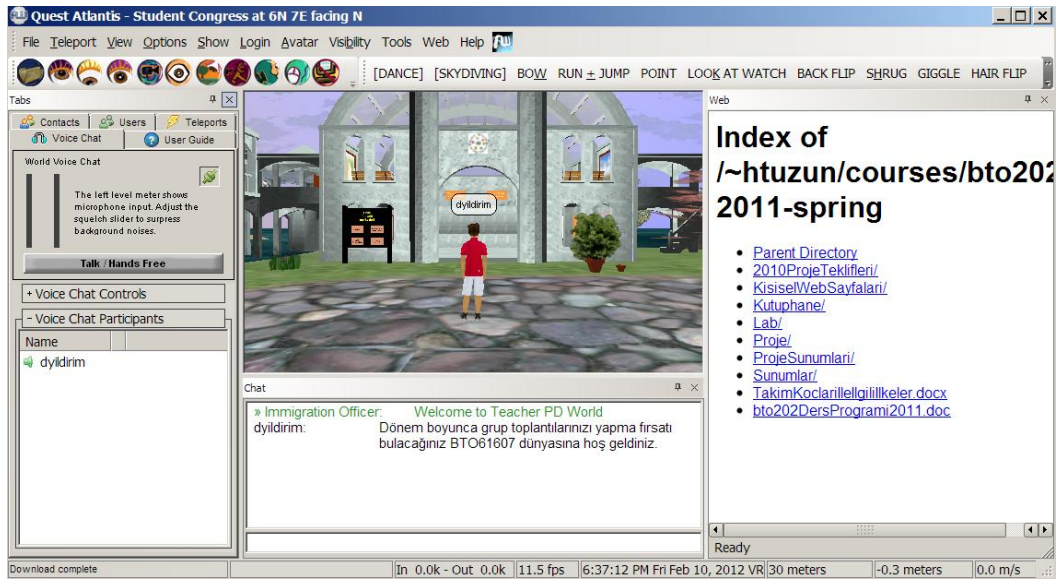 Quest Atlantis - Student Congress at 6N 7E facing N
File Teleport View Options Show Login Avatar Visibility Tools Web Help
[DANCE] [SKYDIVING] BOW RUN + JUMP POINT LOOK AT WATCH BACK FLIP SHRUG GIGGLE HAIR FLIP
Tabs
Contacts Users Teleports
Voice Chat User Guide
World Voice Chat
The left level meter shows
microphone input. Adjust the
squelch slider to surpress
background noises.
Talk / Hands Free
+ Voice Chat Controls
- Voice Chat Participants
Name
dyildirim
dyildirim
Chat
» Immigration Officer: Welcome to Teacher PD World
dyildirim: Dönem boyunca grup toplantılarınızı yapma fırsatı
bulacağınız BTO61607 dünyasına hoş geldiniz.
Web
Index of
/~htuzun/courses/bto202
2011-spring
Parent Directory
2010ProjeTeklifleri/
KisiselWebSayfalari/
Kutuphane/
Lab/
Proje/
ProjeSunumlari/
Sunumlar/
TakimKoclarilleIlgilillkeler.docx
bto202DersProgrami2011.doc
Ready
Download complete
In 0.0k - Out 0.0k 11.5 fps 6:37:12 PM Fri Feb 10, 2012 VR 30 meters -0.3 meters 0.0 m/s